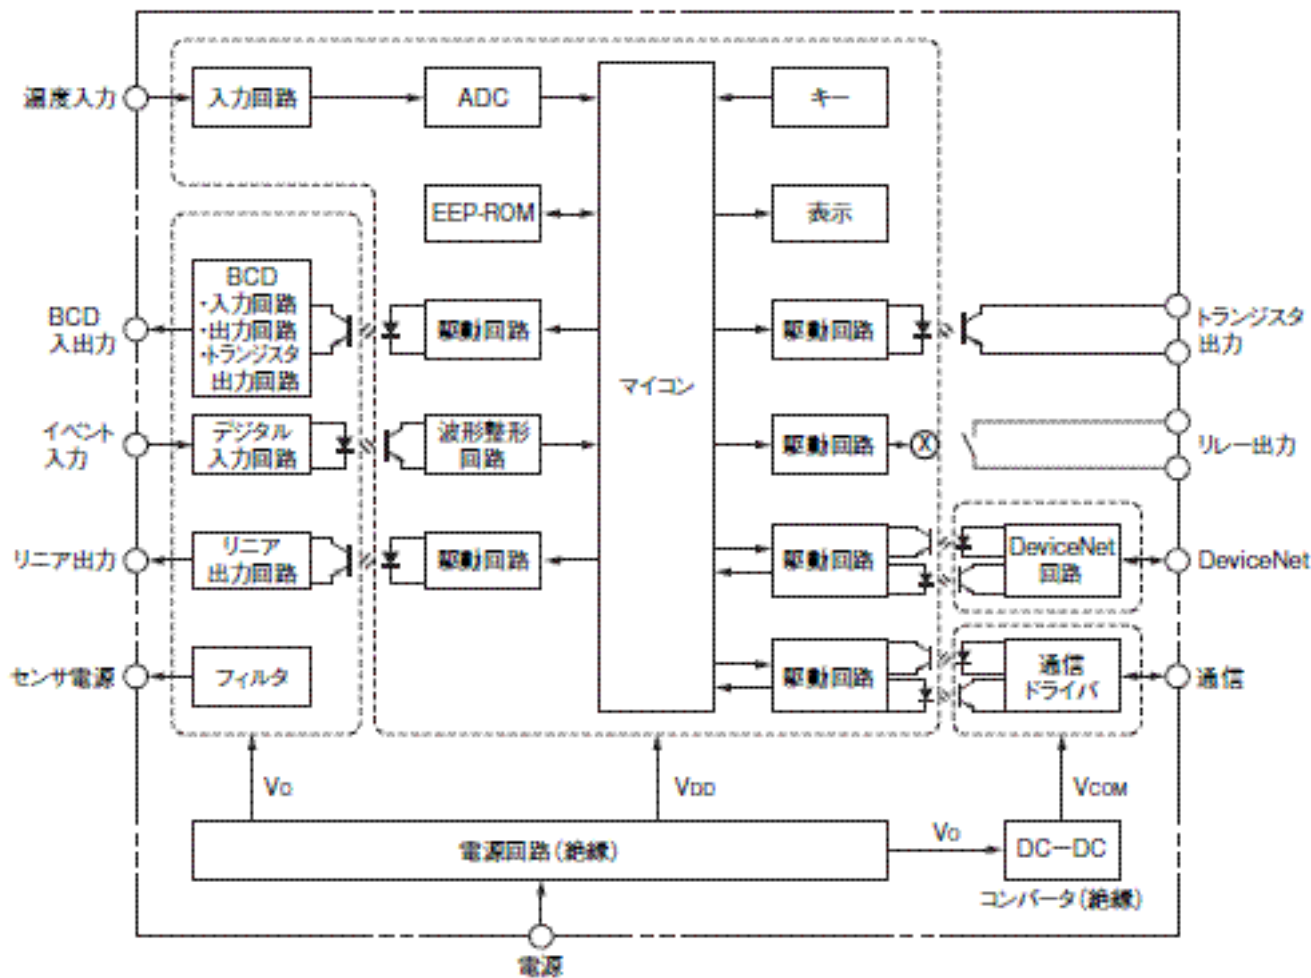 温度入力
入力回路
ADC
キー
EEP-ROM
表示
BCD
・入力回路
・出力回路
・トランジスタ
出力回路
BCD
入出力
駆動回路
駆動回路
トランジスタ
出力
マイコン
イベント
入力
デジタル
入力回路
波形整形
回路
駆動回路
X
リレー出力
リニア出力
リニア
出力回路
駆動回路
駆動回路
DeviceNet
回路
DeviceNet
センサ電源
フィルタ
駆動回路
通信
ドライバ
通信
VO
VDD
VCOM
電源回路(絶縁)
VO
DC－DC
コンバータ(絶縁)
電源